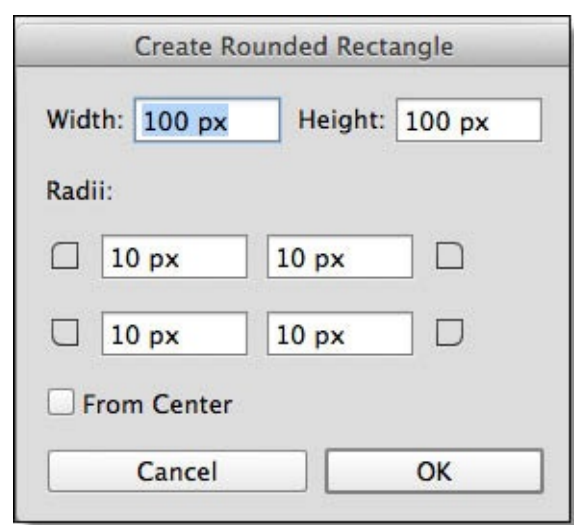 Create Rounded Rectangle
Width: 100 px Height: 100 px
Radii:
10 px 10 px
10 px 10 px
From Center
Cancel OK